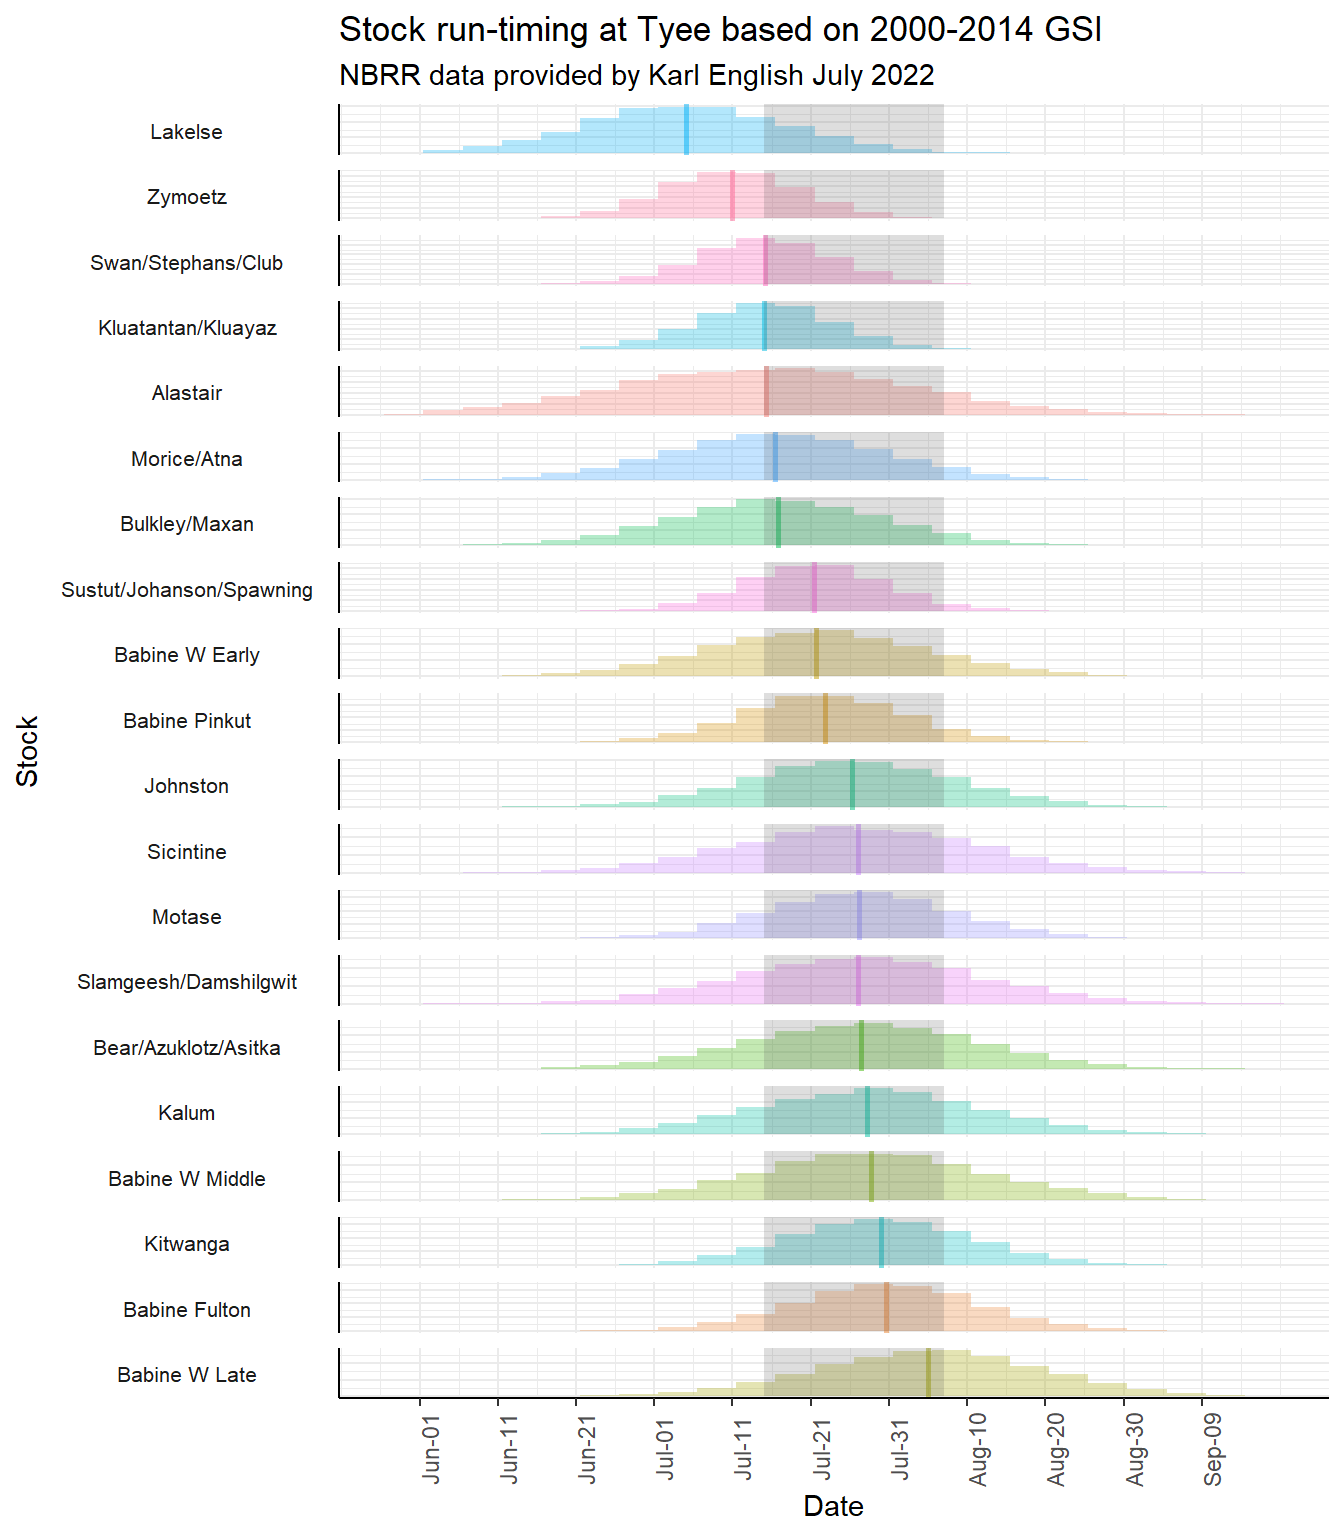 Stock run-timing at Tyee based on 2000-2014 GSI
NBRR data provided by Karl English July 2022
Lakelse
Zymoetz
Swan/Stephans/Club
Kluatantan/Kluayaz
Alastair
Morice/Atna
Bulkley/Maxan
Sustut/Johanson/Spawning
Babine W Early
Babine Pinkut
Johnston
Sicintine
Motase
Slamgeesh/Damshilgwit
Bear/Azuklotz/Asitka
Kalum
Babine W Middle
Kitwanga
Babine Fulton
Babine W Late
Stock
Jun-01
Jun-11
Jun-21
Jul-01
Jul-11
Jul-21
Jul-31
Aug-10
Aug-20
Aug-30
Sep-09
Date